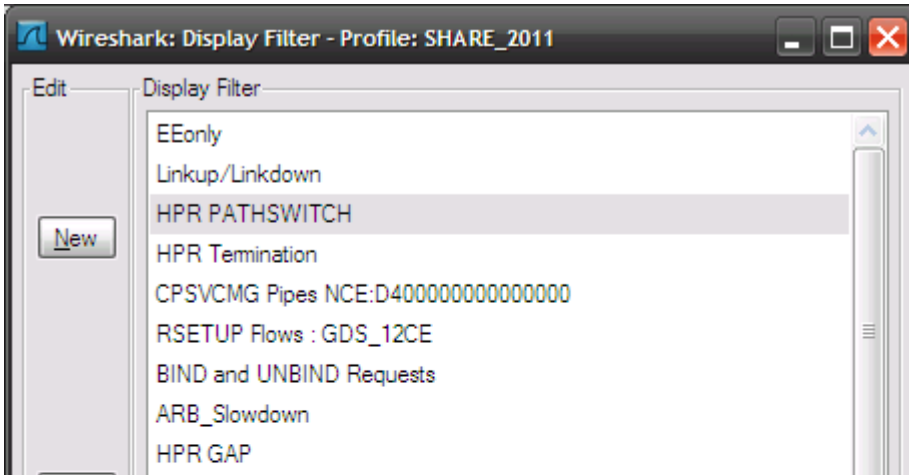 Wireshark: Display Filter - Profile: SHARE_2011
Edit
Display Filter
EEonly
Linkup/Linkdown
HPR PATHSWITCH
New
HPR Termination
CPSVCMG Pipes NCE:D400000000000000
RSETUP Flows : GDS_12CE
BIND and UNBIND Requests
ARB_Slowdown
HPR GAP